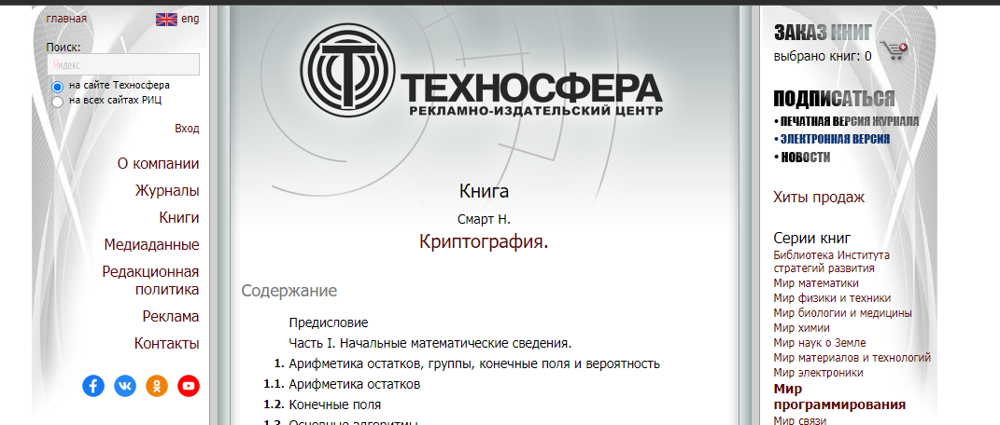 главная
eng
Поиск:
Яндекс
на сайте Техносфера
на всех сайтах РИЦ
Вход
О компании
Журналы
Книги
Медиаданные
Редакционная
политика
Реклама
Контакты
ТЕХНОСФЕРА
РЕКЛАМНО-ИЗДАТЕЛЬСКИЙ ЦЕНТР
Книга
Смарт Н.
Криптография.
Содержание
Предисловие
Часть I. Начальные математические сведения.
1. Арифметика остатков, группы, конечные поля и вероятность
1.1. Арифметика остатков
1.2. Конечные поля
1.3. Основные алгоритмы
ЗАКАЗ КНИГ
выбрано книг: 0
ПОДПИСАТЬСЯ
• ПЕЧАТНАЯ ВЕРСИЯ ЖУРНАЛА
• ЭЛЕКТРОННАЯ ВЕРСИЯ
• НОВОСТИ
Хиты продаж
Серии книг
Библиотека Института
стратегий развития
Мир математики
Мир физики и техники
Мир биологии и медицины
Мир химии
Мир наук о Земле
Мир материалов и технологий
Мир электроники
Мир
программирования
Мир связи